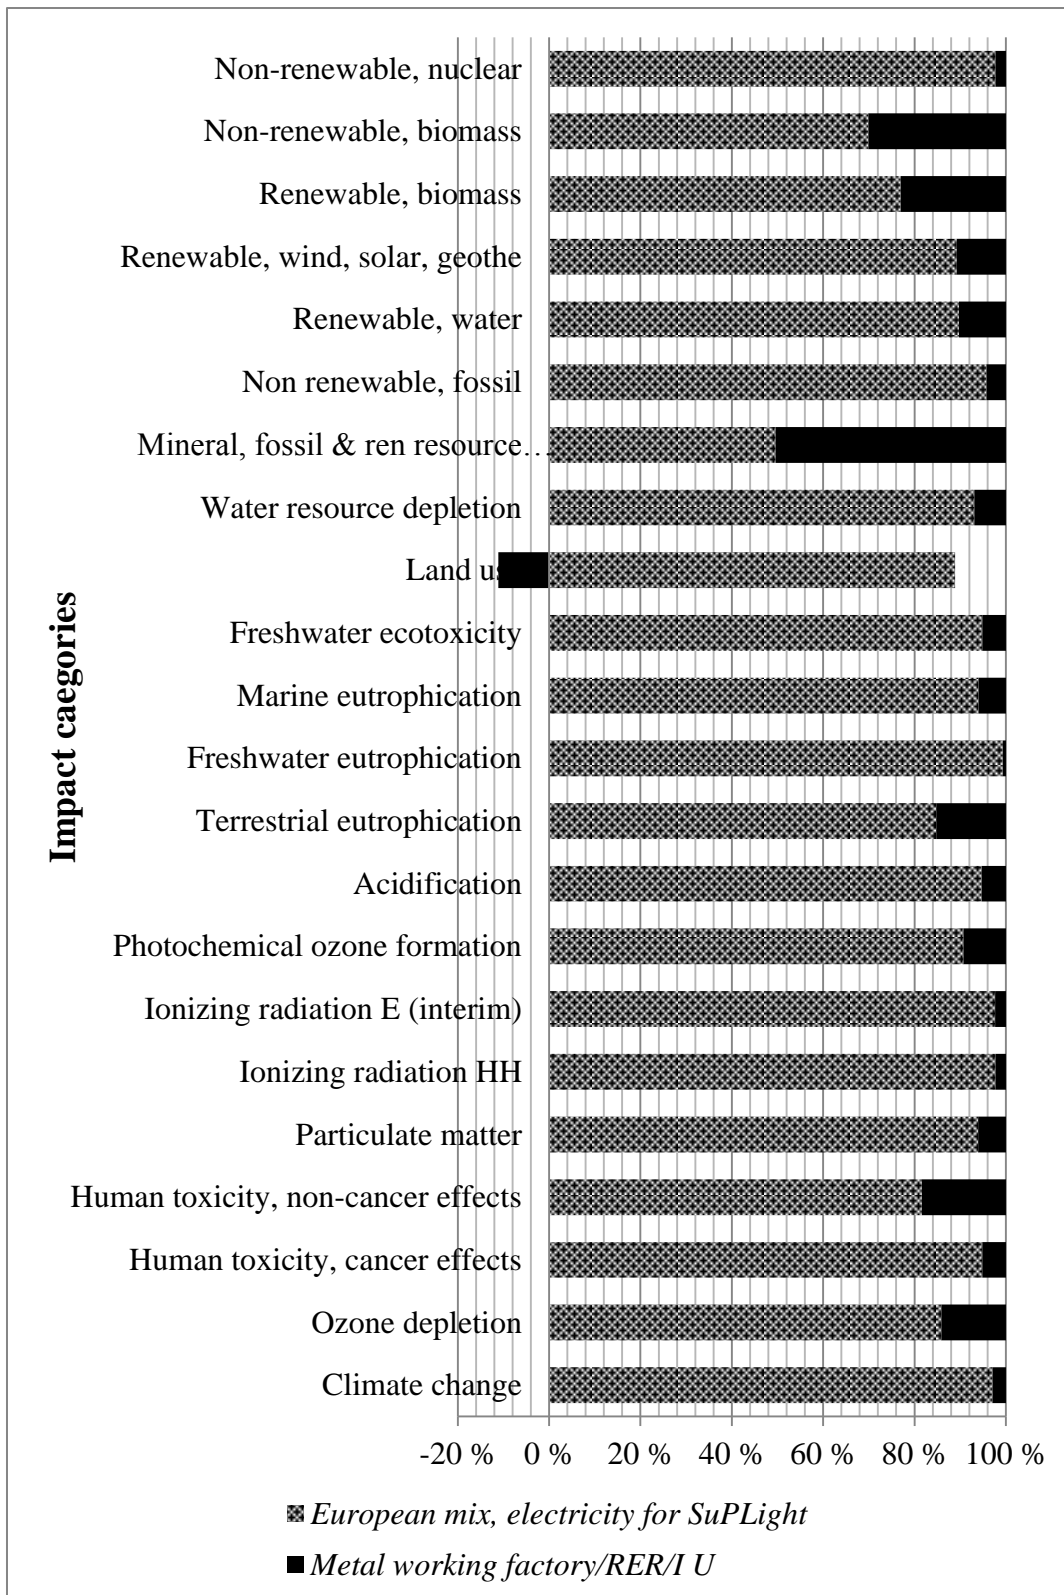 Non-renewable, nuclear
Non-renewable, biomass
Renewable, biomass
Renewable, wind, solar, geothe
Renewable, water
Non renewable, fossil
Mineral, fossil & ren resource…
Water resource depletion
Land us
Freshwater ecotoxicity
Marine eutrophication
Freshwater eutrophication
Terrestrial eutrophication
Acidification
Photochemical ozone formation
Ionizing radiation E (interim)
Ionizing radiation HH
Particulate matter
Human toxicity, non-cancer effects
Human toxicity, cancer effects
Ozone depletion
Climate change
Impact caegories
-20 % 0 % 20 % 40 % 60 % 80 % 100 %
European mix, electricity for SuPLight
Metal working factory/RER/I U